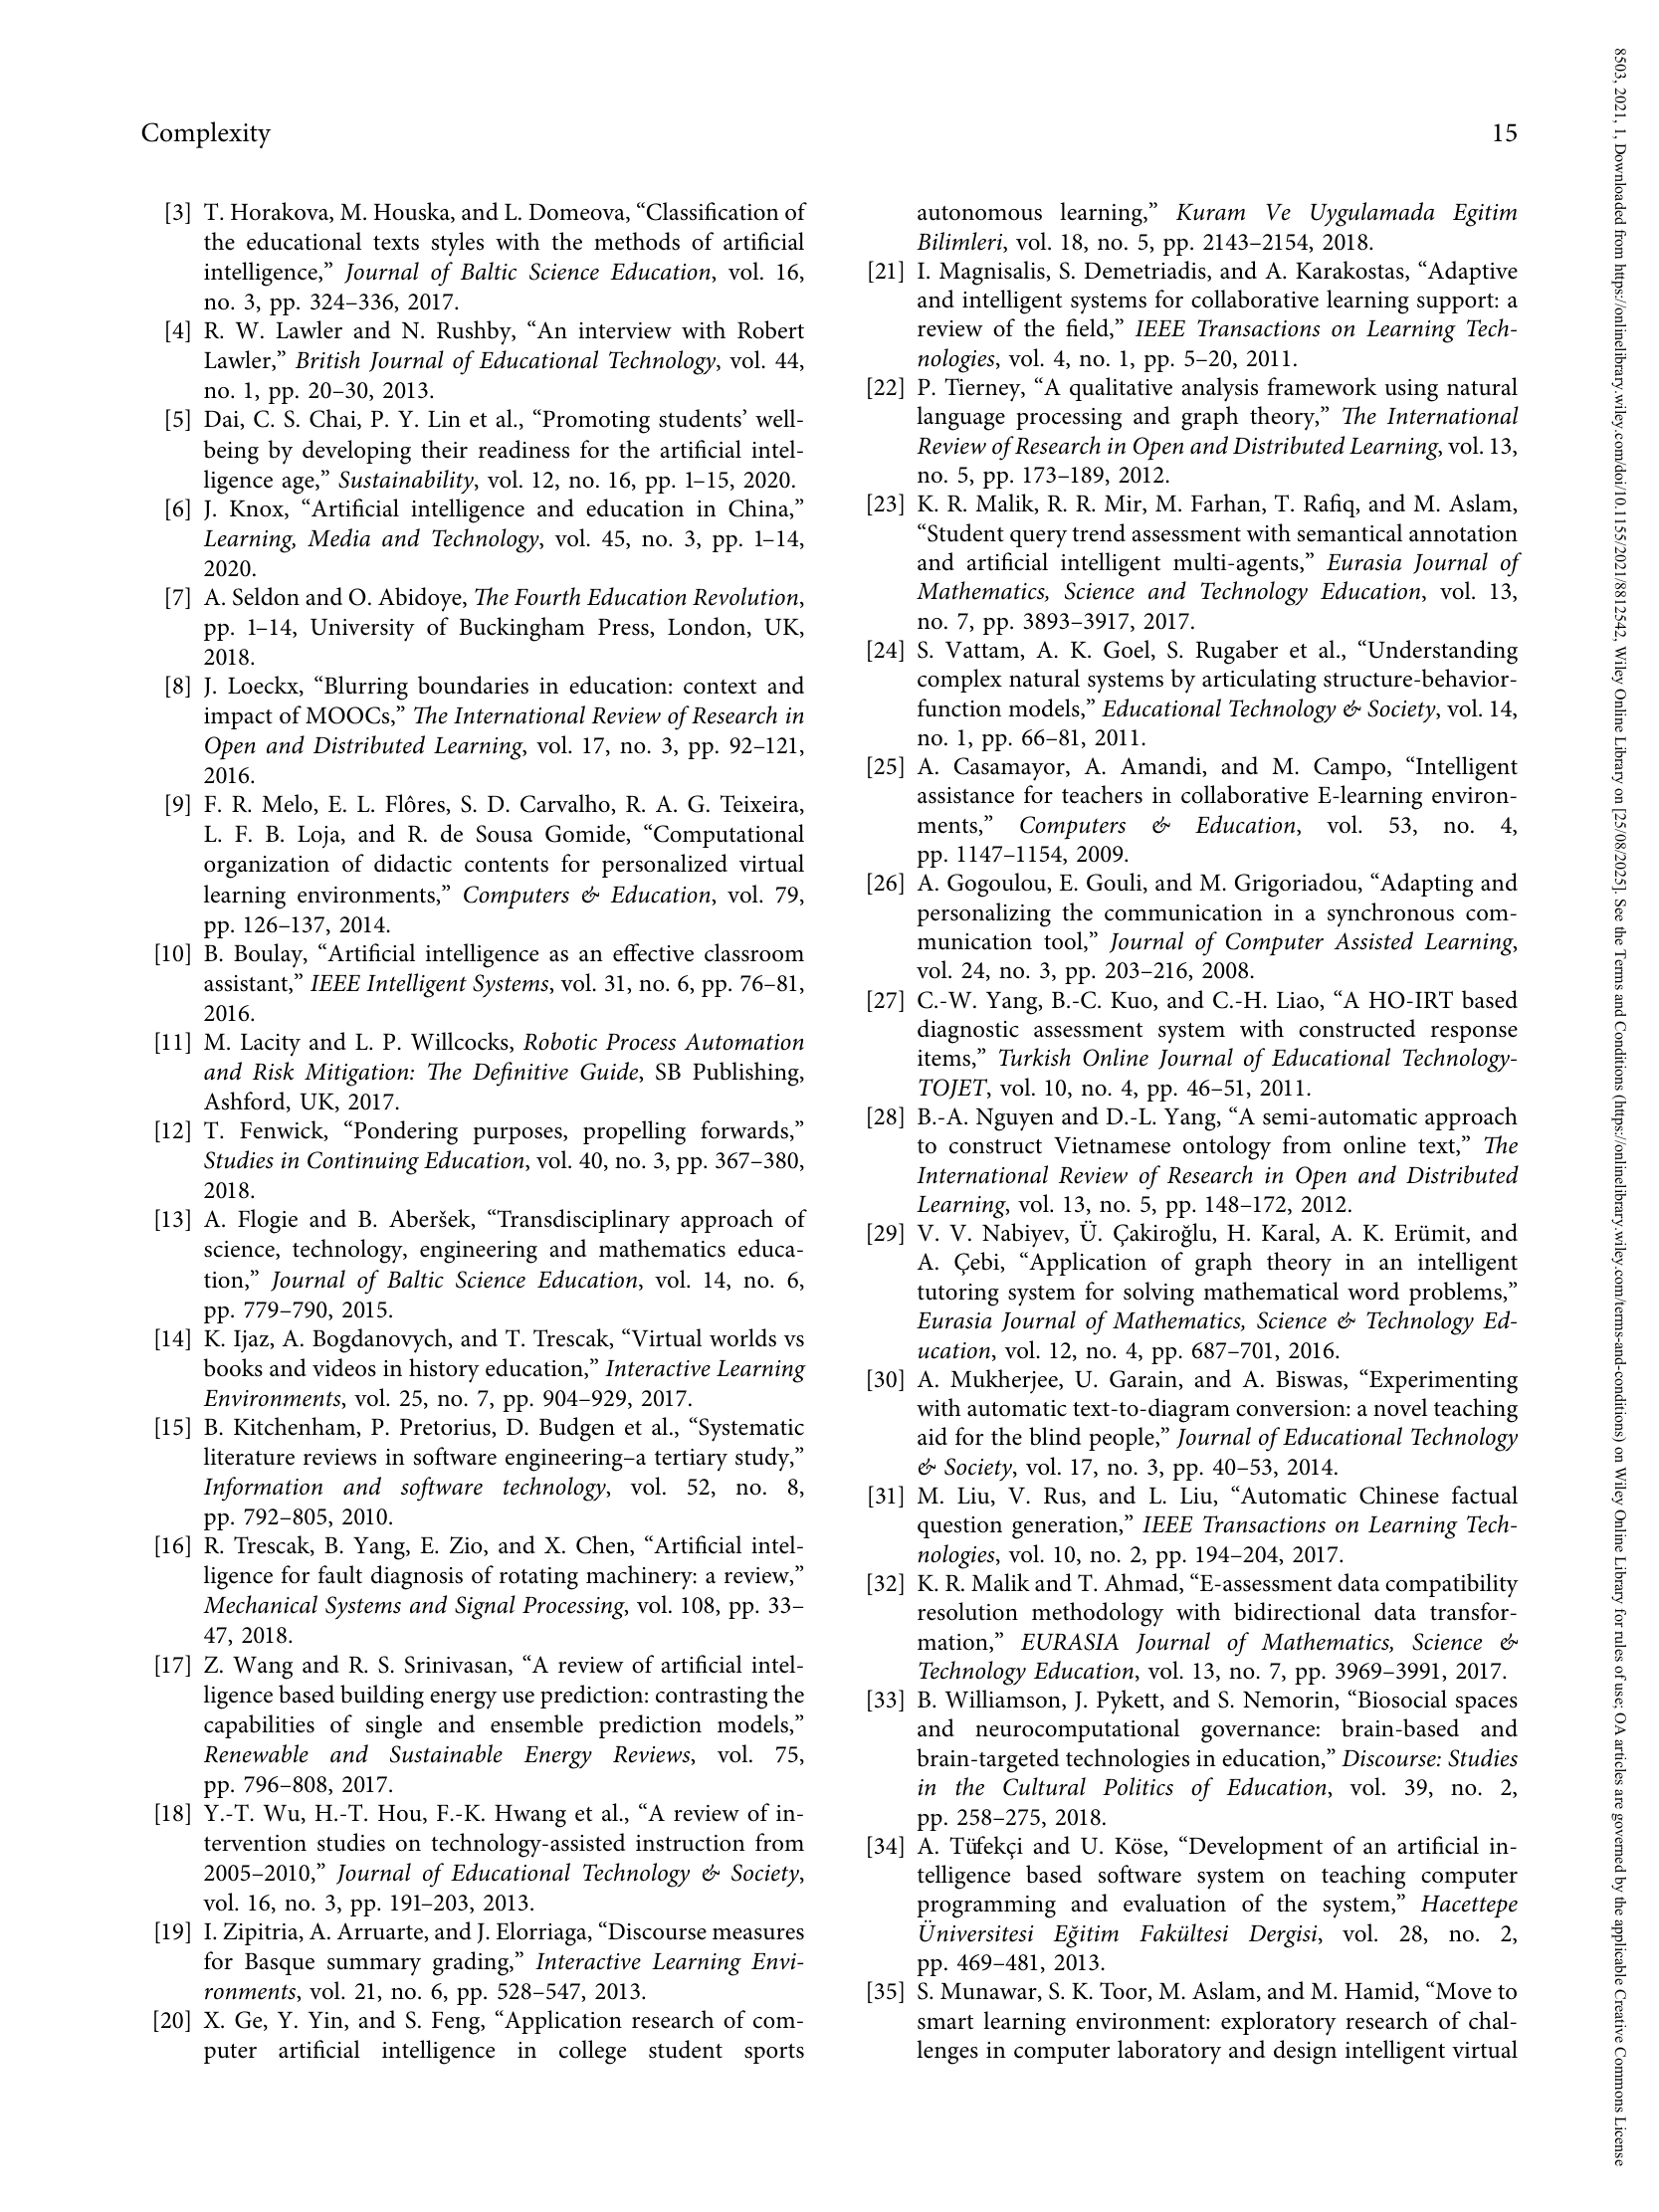 Complexity
15
[3] T. Horakova, M. Houska, and L. Domeova, “Classification of
the educational texts styles with the methods of artificial
intelligence,” Journal of Baltic Science Education, vol. 16,
no. 3, pp. 324–336, 2017.
[4] R. W. Lawler and N. Rushby, “An interview with Robert
Lawler,” British Journal of Educational Technology, vol. 44,
no. 1, pp. 20–30, 2013.
[5] Dai, C. S. Chai, P. Y. Lin et al., “Promoting students’ well-
being by developing their readiness for the artificial intel-
ligence age,” Sustainability, vol. 12, no. 16, pp. 1–15, 2020.
[6] J. Knox, “Artificial intelligence and education in China,”
Learning, Media and Technology, vol. 45, no. 3, pp. 1–14,
2020.
[7] A. Seldon and O. Abidoye, The Fourth Education Revolution,
pp. 1–14, University of Buckingham Press, London, UK,
2018.
[8] J. Loeckx, “Blurring boundaries in education: context and
impact of MOOCs,” The International Review of Research in
Open and Distributed Learning, vol. 17, no. 3, pp. 92–121,
2016.
[9] F. R. Melo, E. L. Flôres, S. D. Carvalho, R. A. G. Teixeira,
L. F. B. Loja, and R. de Sousa Gomide, “Computational
organization of didactic contents for personalized virtual
learning environments,” Computers & Education, vol. 79,
pp. 126–137, 2014.
[10] B. Boulay, “Artificial intelligence as an effective classroom
assistant,” IEEE Intelligent Systems, vol. 31, no. 6, pp. 76–81,
2016.
[11] M. Lacity and L. P. Willcocks, Robotic Process Automation
and Risk Mitigation: The Definitive Guide, SB Publishing,
Ashford, UK, 2017.
[12] T. Fenwick, “Pondering purposes, propelling forwards,”
Studies in Continuing Education, vol. 40, no. 3, pp. 367–380,
2018.
[13] A. Flogie and B. Aberšek, “Transdisciplinary approach of
science, technology, engineering and mathematics educa-
tion,” Journal of Baltic Science Education, vol. 14, no. 6,
pp. 779–790, 2015.
[14] K. Ijaz, A. Bogdanovych, and T. Trescak, “Virtual worlds vs
books and videos in history education,” Interactive Learning
Environments, vol. 25, no. 7, pp. 904–929, 2017.
[15] B. Kitchenham, P. Pretorius, D. Budgen et al., “Systematic
literature reviews in software engineering–a tertiary study,”
Information and software technology, vol. 52, no. 8,
pp. 792–805, 2010.
[16] R. Trescak, B. Yang, E. Zio, and X. Chen, “Artificial intel-
ligence for fault diagnosis of rotating machinery: a review,”
Mechanical Systems and Signal Processing, vol. 108, pp. 33–
47, 2018.
[17] Z. Wang and R. S. Srinivasan, “A review of artificial intel-
ligence based building energy use prediction: contrasting the
capabilities of single and ensemble prediction models,”
Renewable and Sustainable Energy Reviews, vol. 75,
pp. 796–808, 2017.
[18] Y.-T. Wu, H.-T. Hou, F.-K. Hwang et al., “A review of in-
tervention studies on technology-assisted instruction from
2005–2010,” Journal of Educational Technology & Society,
vol. 16, no. 3, pp. 191–203, 2013.
[19] I. Zipitria, A. Arruarte, and J. Elorriaga, “Discourse measures
for Basque summary grading,” Interactive Learning Envi-
ronments, vol. 21, no. 6, pp. 528–547, 2013.
[20] X. Ge, Y. Yin, and S. Feng, “Application research of com-
puter artificial intelligence in college student sports
autonomous learning,” Kuram Ve Uygulamada Egitim
Bilimleri, vol. 18, no. 5, pp. 2143–2154, 2018.
[21] I. Magnisalis, S. Demetriadis, and A. Karakostas, “Adaptive
and intelligent systems for collaborative learning support: a
review of the field,” IEEE Transactions on Learning Tech-
nologies, vol. 4, no. 1, pp. 5–20, 2011.
[22] P. Tierney, “A qualitative analysis framework using natural
language processing and graph theory,” The International
Review of Research in Open and Distributed Learning, vol. 13,
no. 5, pp. 173–189, 2012.
[23] K. R. Malik, R. R. Mir, M. Farhan, T. Rafiq, and M. Aslam,
“Student query trend assessment with semantical annotation
and artificial intelligent multi-agents,” Eurasia Journal of
Mathematics, Science and Technology Education, vol. 13,
no. 7, pp. 3893–3917, 2017.
[24] S. Vattam, A. K. Goel, S. Rugaber et al., “Understanding
complex natural systems by articulating structure-behavior-
function models,” Educational Technology & Society, vol. 14,
no. 1, pp. 66–81, 2011.
[25] A. Casamayor, A. Amandi, and M. Campo, “Intelligent
assistance for teachers in collaborative E-learning environ-
ments,” Computers & Education, vol. 53, no. 4,
pp. 1147–1154, 2009.
[26] A. Gogoulou, E. Gouli, and M. Grigoriadou, “Adapting and
personalizing the communication in a synchronous com-
munication tool,” Journal of Computer Assisted Learning,
vol. 24, no. 3, pp. 203–216, 2008.
[27] C.-W. Yang, B.-C. Kuo, and C.-H. Liao, “A HO-IRT based
diagnostic assessment system with constructed response
items,” Turkish Online Journal of Educational Technology-
TOJET, vol. 10, no. 4, pp. 46–51, 2011.
[28] B.-A. Nguyen and D.-L. Yang, “A semi-automatic approach
to construct Vietnamese ontology from online text,” The
International Review of Research in Open and Distributed
Learning, vol. 13, no. 5, pp. 148–172, 2012.
[29] V. V. Nabiyev, Ü. Çakiroğlu, H. Karal, A. K. Erümit, and
A. Çebi, “Application of graph theory in an intelligent
tutoring system for solving mathematical word problems,”
Eurasia Journal of Mathematics, Science & Technology Ed-
ucation, vol. 12, no. 4, pp. 687–701, 2016.
[30] A. Mukherjee, U. Garain, and A. Biswas, “Experimenting
with automatic text-to-diagram conversion: a novel teaching
aid for the blind people,” Journal of Educational Technology
& Society, vol. 17, no. 3, pp. 40–53, 2014.
[31] M. Liu, V. Rus, and L. Liu, “Automatic Chinese factual
question generation,” IEEE Transactions on Learning Tech-
nologies, vol. 10, no. 2, pp. 194–204, 2017.
[32] K. R. Malik and T. Ahmad, “E-assessment data compatibility
resolution methodology with bidirectional data transfor-
mation,” EURASIA Journal of Mathematics, Science &
Technology Education, vol. 13, no. 7, pp. 3969–3991, 2017.
[33] B. Williamson, J. Pykett, and S. Nemorin, “Biosocial spaces
and neurocomputational governance: brain-based and
brain-targeted technologies in education,” Discourse: Studies
in the Cultural Politics of Education, vol. 39, no. 2,
pp. 258–275, 2018.
[34] A. Tüfekçi and U. Köse, “Development of an artificial in-
telligence based software system on teaching computer
programming and evaluation of the system,” Hacettepe
Üniversitesi Eğitim Fakültesi Dergisi, vol. 28, no. 2,
pp. 469–481, 2013.
[35] S. Munawar, S. K. Toor, M. Aslam, and M. Hamid, “Move to
smart learning environment: exploratory research of chal-
lenges in computer laboratory and design intelligent virtual
8503, 2021, 1, Downloaded from https://onlinelibrary.wiley.com/doi/10.1155/2021/8812542, Wiley Online Library on [25/08/2025]. See the Terms and Conditions (https://onlinelibrary.wiley.com/terms-and-conditions) on Wiley Online Library for rules of use; OA articles are governed by the applicable Creative Commons License